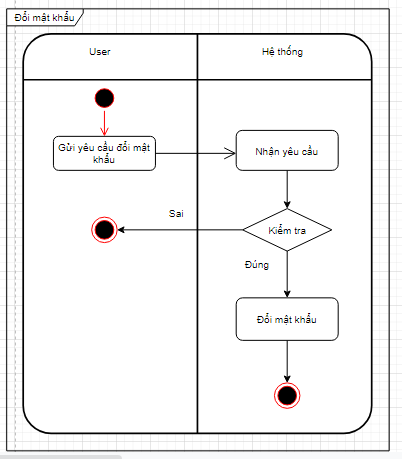 Đổi mật khẩu
User
Hệ thống
Gửi yêu cầu đổi mật
khẩu
Nhận yêu cầu
Sai
Kiểm tra
Đúng
Đổi mật khẩu